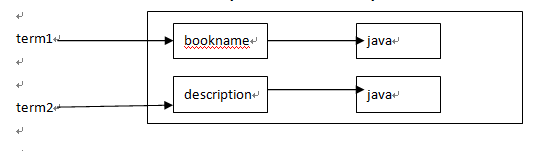 term1 bookname java
term2 description java